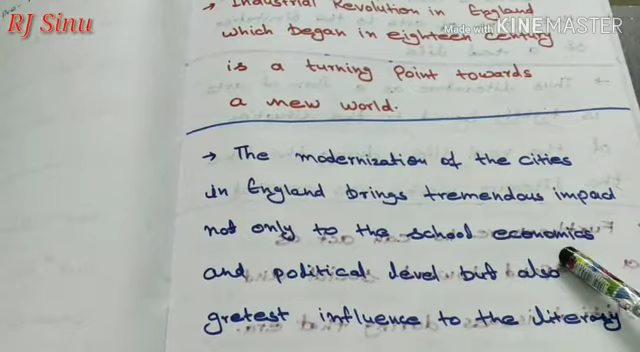 RJ Sinu
→ Industrial Revolution in England
Made with KINEMASTER
which began in eighteen
is a turning point towards
a new world.
→ The modernization of the cities
in England brings tremendous impact
not only to the school economics
and political level but also
gretest influence to the literary